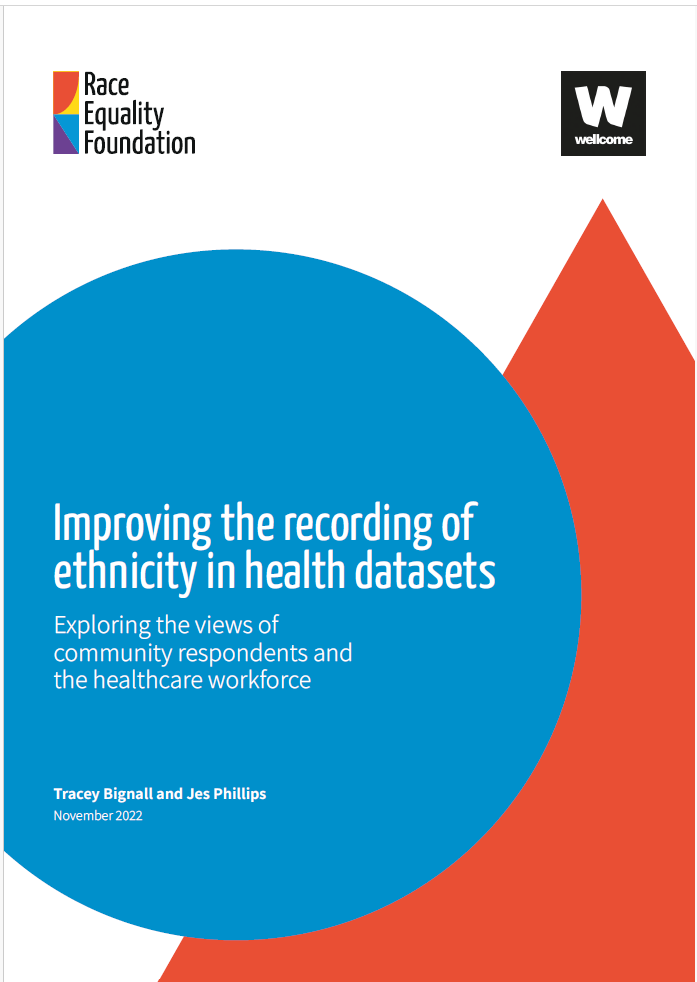 Race
Equality
Foundation
W
wellcome
Improving the recording of
ethnicity in health datasets
Exploring the views of
community respondents and
the healthcare workforce
Tracey Bignall and Jes Phillips
November 2022